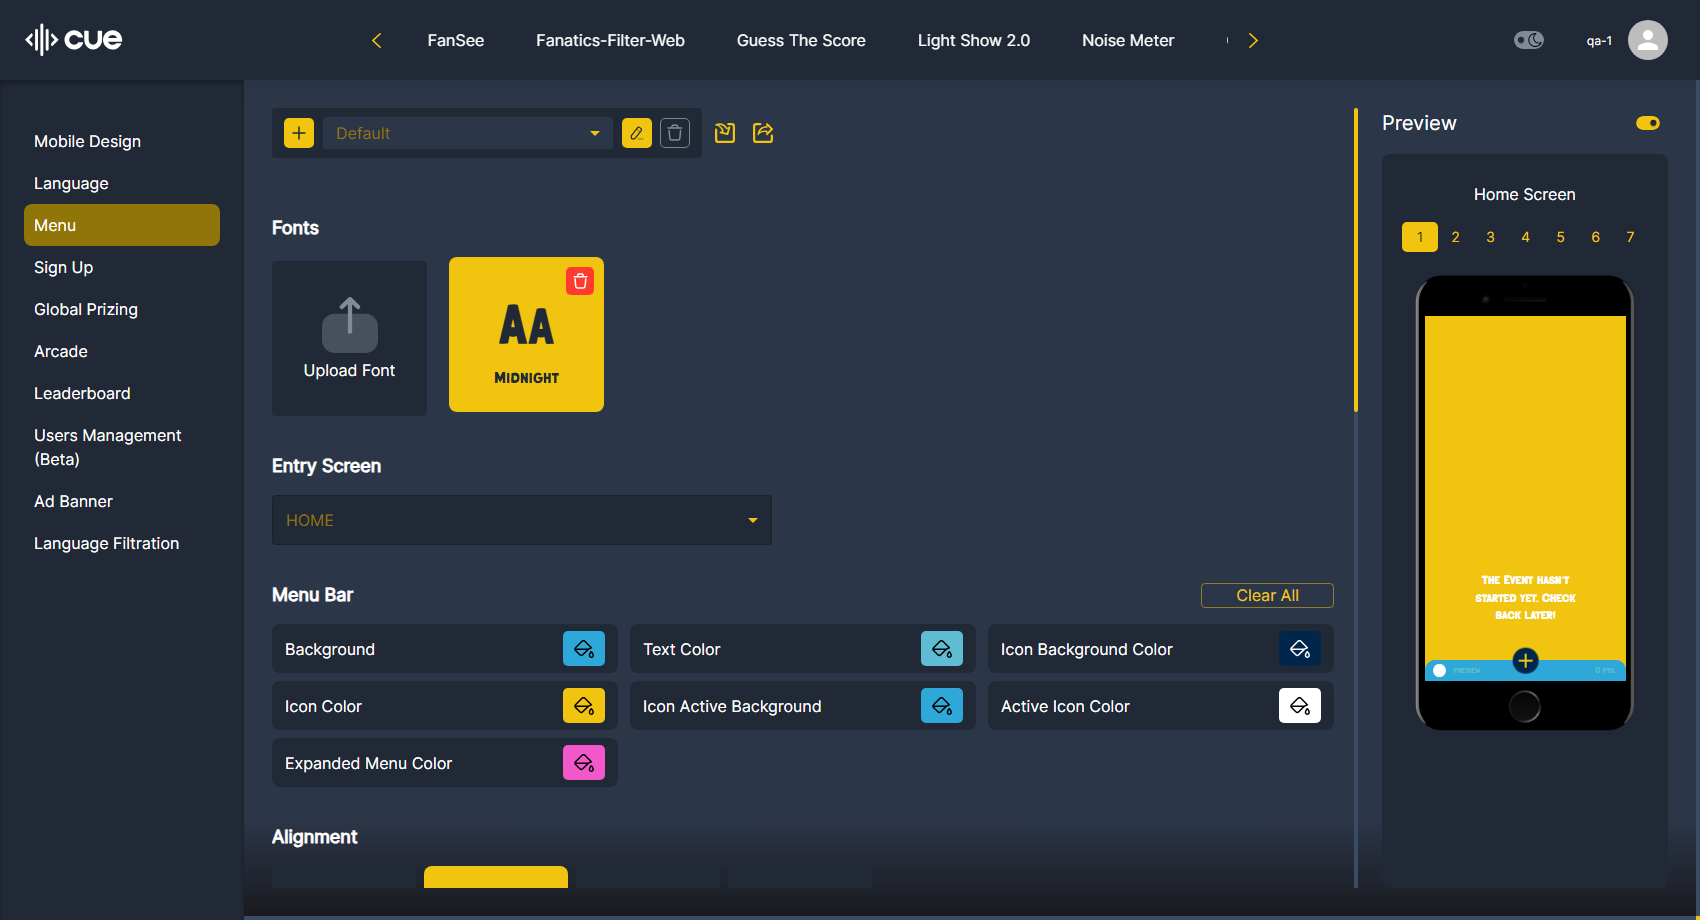 cue
FanSee
Fanatics-Filter-Web
Guess The Score
Light Show 2.0
Noise Meter
qa-1
Mobile Design
Language
Menu
Sign Up
Global Prizing
Arcade
Leaderboard
Users Management
(Beta)
Ad Banner
Language Filtration
Default
Fonts
Upload Font
AA
MIDNIGHT
Entry Screen
HOME
Menu Bar
Clear All
Background
Text Color
Icon Background Color
Icon Color
Icon Active Background
Active Icon Color
Expanded Menu Color
Alignment
Preview
Home Screen
1 2 3 4 5 6 7
THE EVENT HASN'T
STARTED YET. CHECK
BACK LATER!
PREVIEW
0 PTS